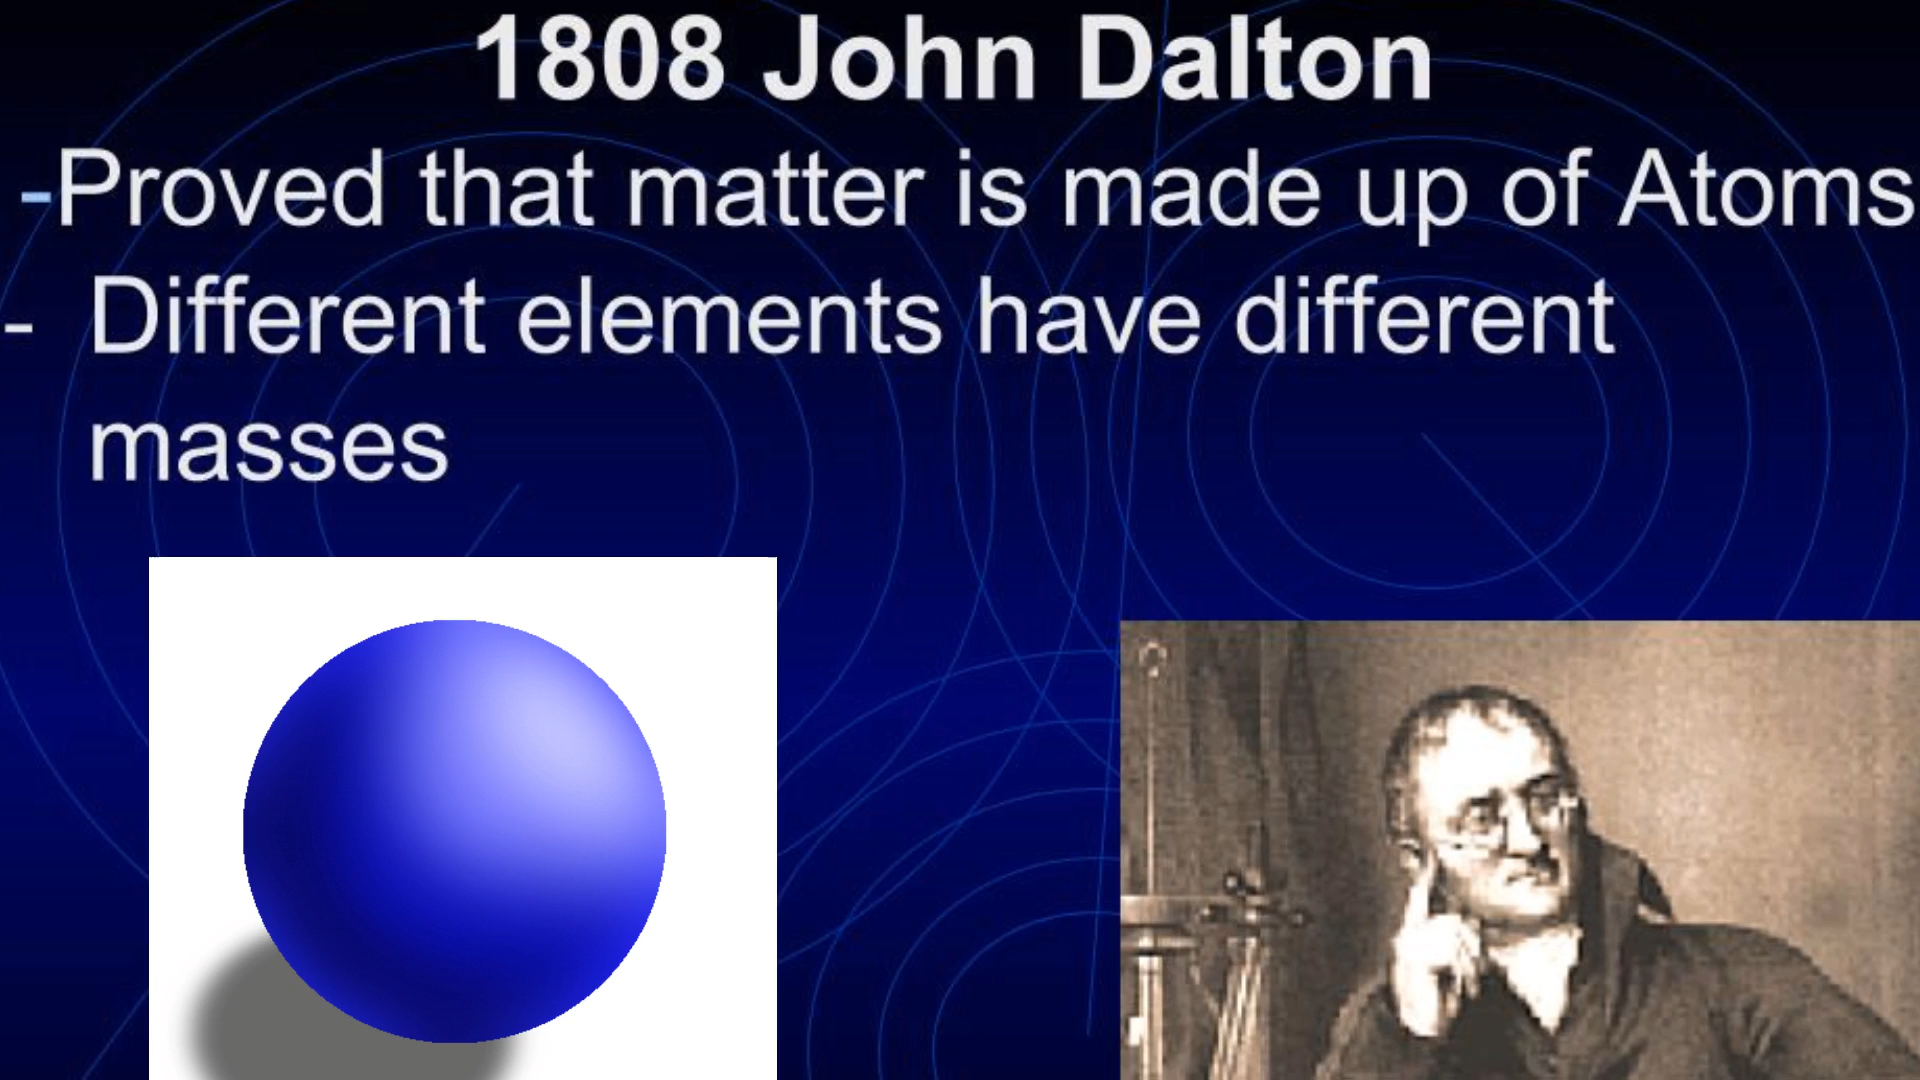 1808 John Dalton
-Proved that matter is made up of Atoms
- Different elements have different
masses